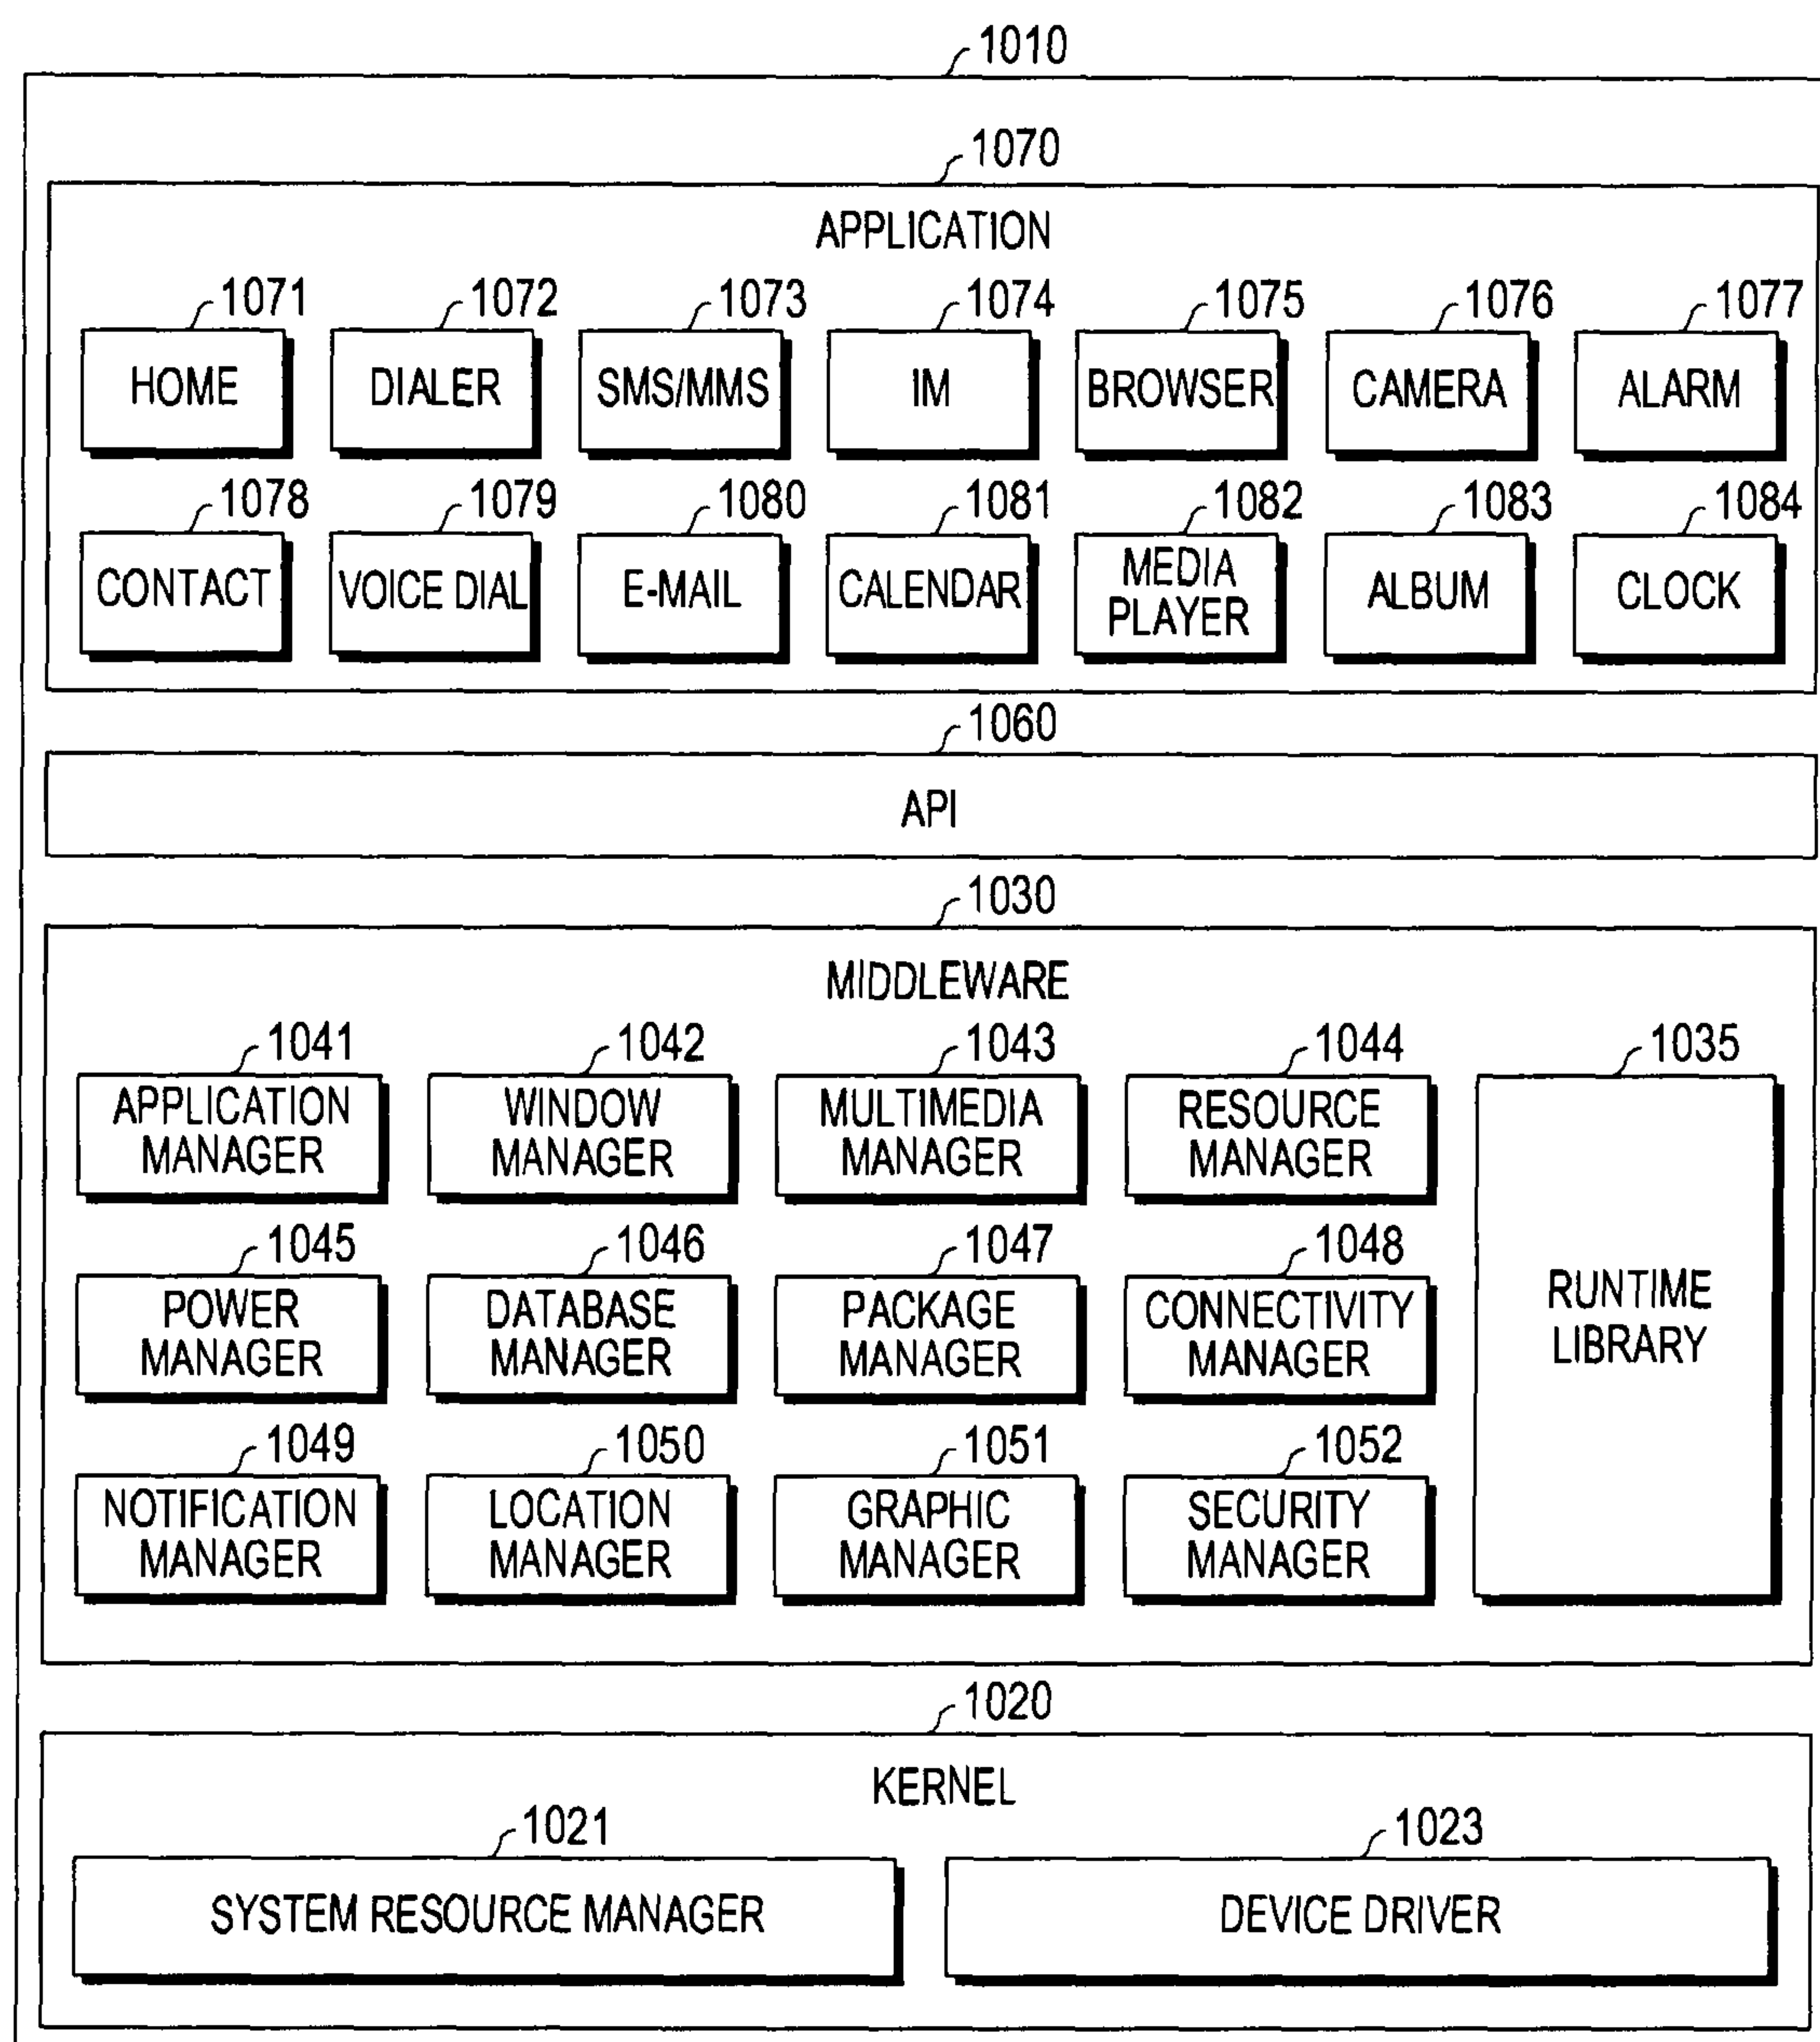 1010
1070
APPLICATION
1071 1072 1073 1074 1075 1076 1077
HOME DIALER SMS/MMS IM BROWSER CAMERA ALARM
1078 1079 1080 1081 1082 1083 1084
CONTACT VOICE DIAL E-MAIL CALENDAR MEDIA PLAYER ALBUM CLOCK
1060
API
1030
MIDDLEWARE
1041 1042 1043 1044 1035
APPLICATION MANAGER WINDOW MANAGER MULTIMEDIA MANAGER RESOURCE MANAGER
1045 1046 1047 1048
POWER MANAGER DATABASE MANAGER PACKAGE MANAGER CONNECTIVITY MANAGER RUNTIME LIBRARY
1049 1050 1051 1052
NOTIFICATION MANAGER LOCATION MANAGER GRAPHIC MANAGER SECURITY MANAGER
1020
KERNEL
1021 1023
SYSTEM RESOURCE MANAGER DEVICE DRIVER